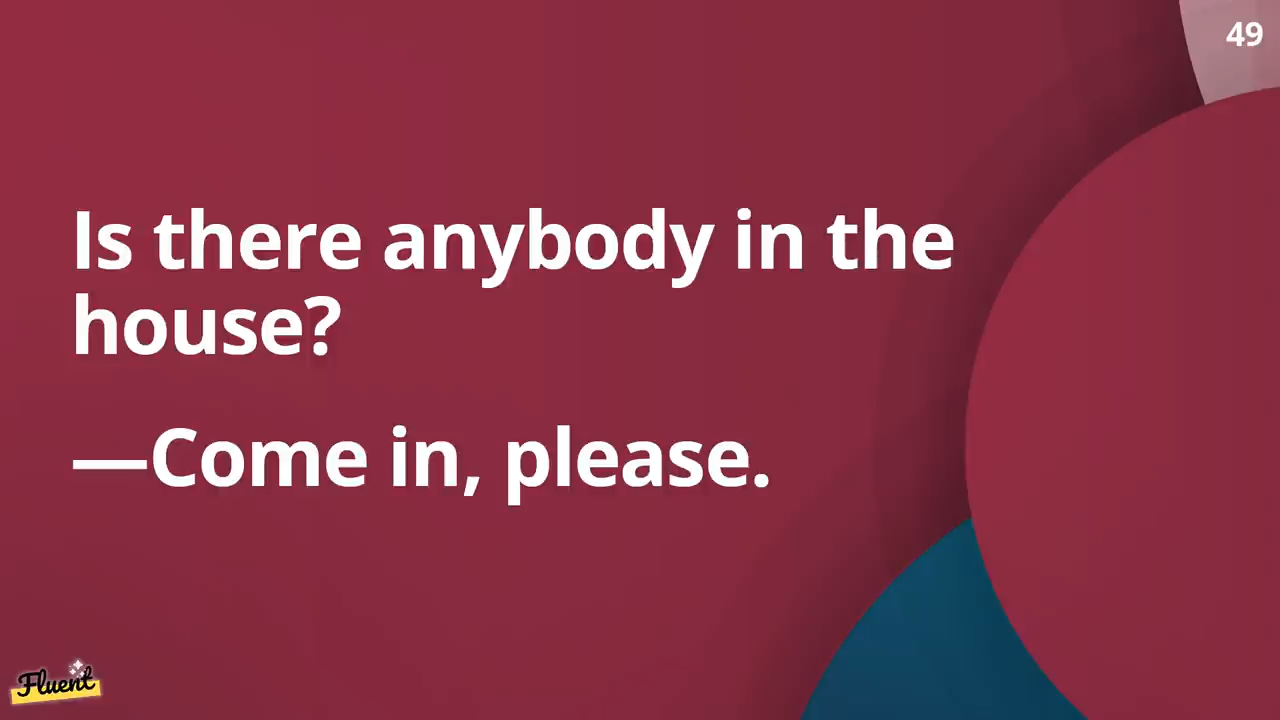 49
Is there anybody in the
house?
—Come in, please.
Fluent